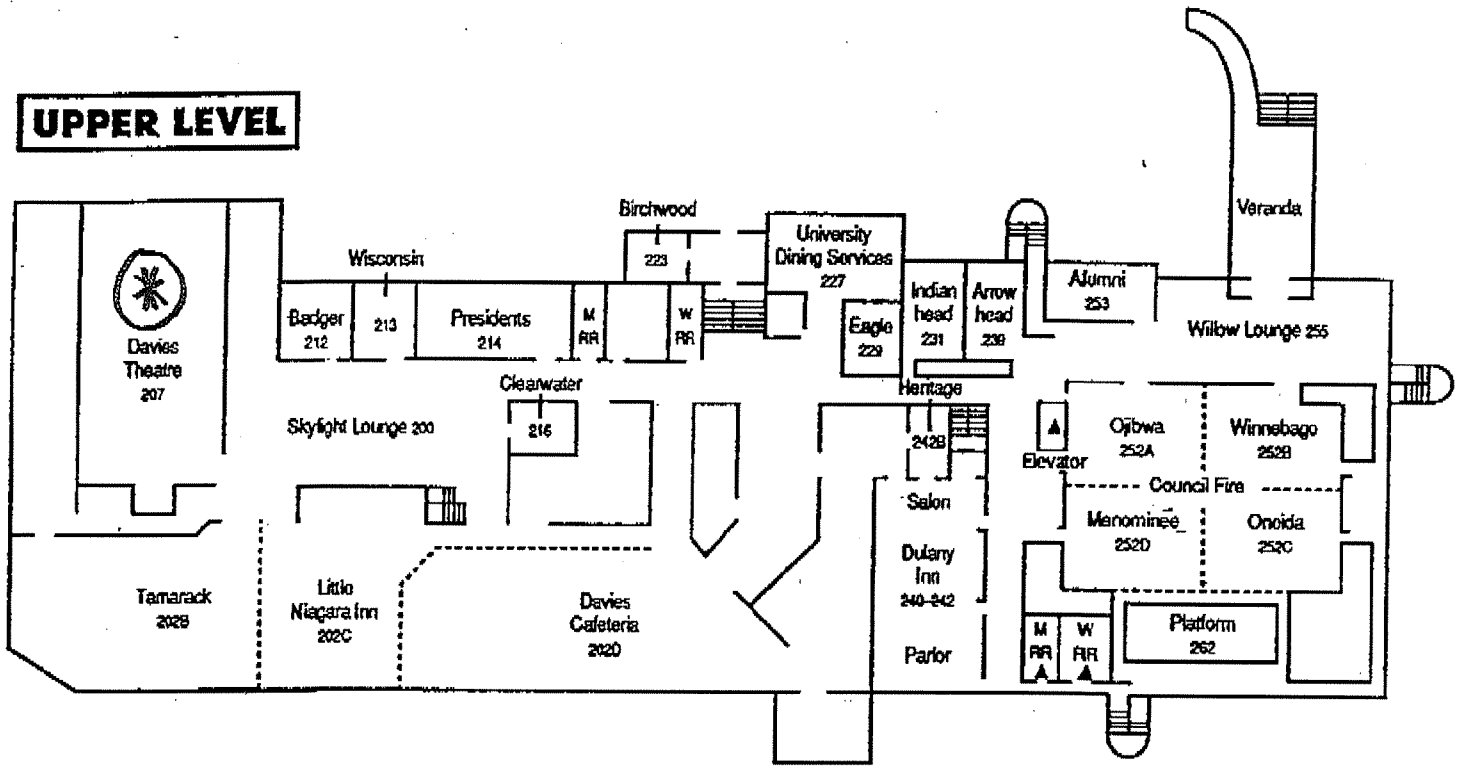 UPPER LEVEL
Veranda
Birchwood
223
University
Dining Services
227
Wisconsin
213
Badger
212
Presidents
214
M
RR
W
RR
Eagle
229
Indian
head
231
Arrow
head
239
Alumni
253
Willow Lounge 255
Davies
Theatre
207
Clearwater
216
Skylight Lounge 200
Heritage
242B
Elevator
Ojibwa
252A
Winnebago
252B
Council Fire
Menominee
252D
Oneida
252C
Salon
Dulany
Inn
240-242
Parlor
Tamarack
202B
Little
Niagara Inn
202C
Davies
Cafeteria
202D
M
RR
W
RR
Platform
262